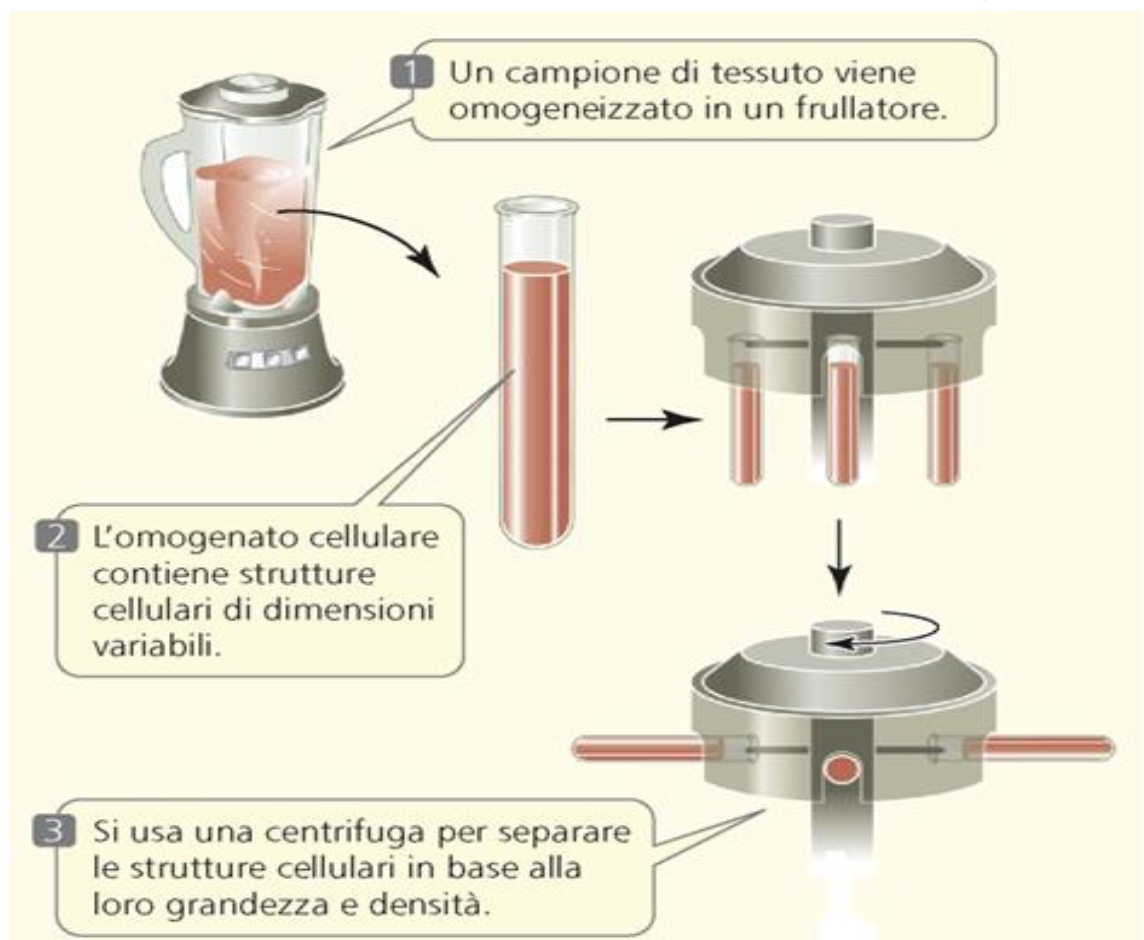 1 Un campione di tessuto viene
omogeneizzato in un frullatore.
2 L'omogenato cellulare
contiene strutture
cellulari di dimensioni
variabili.
3 Si usa una centrifuga per separare
le strutture cellulari in base alla
loro grandezza e densità.